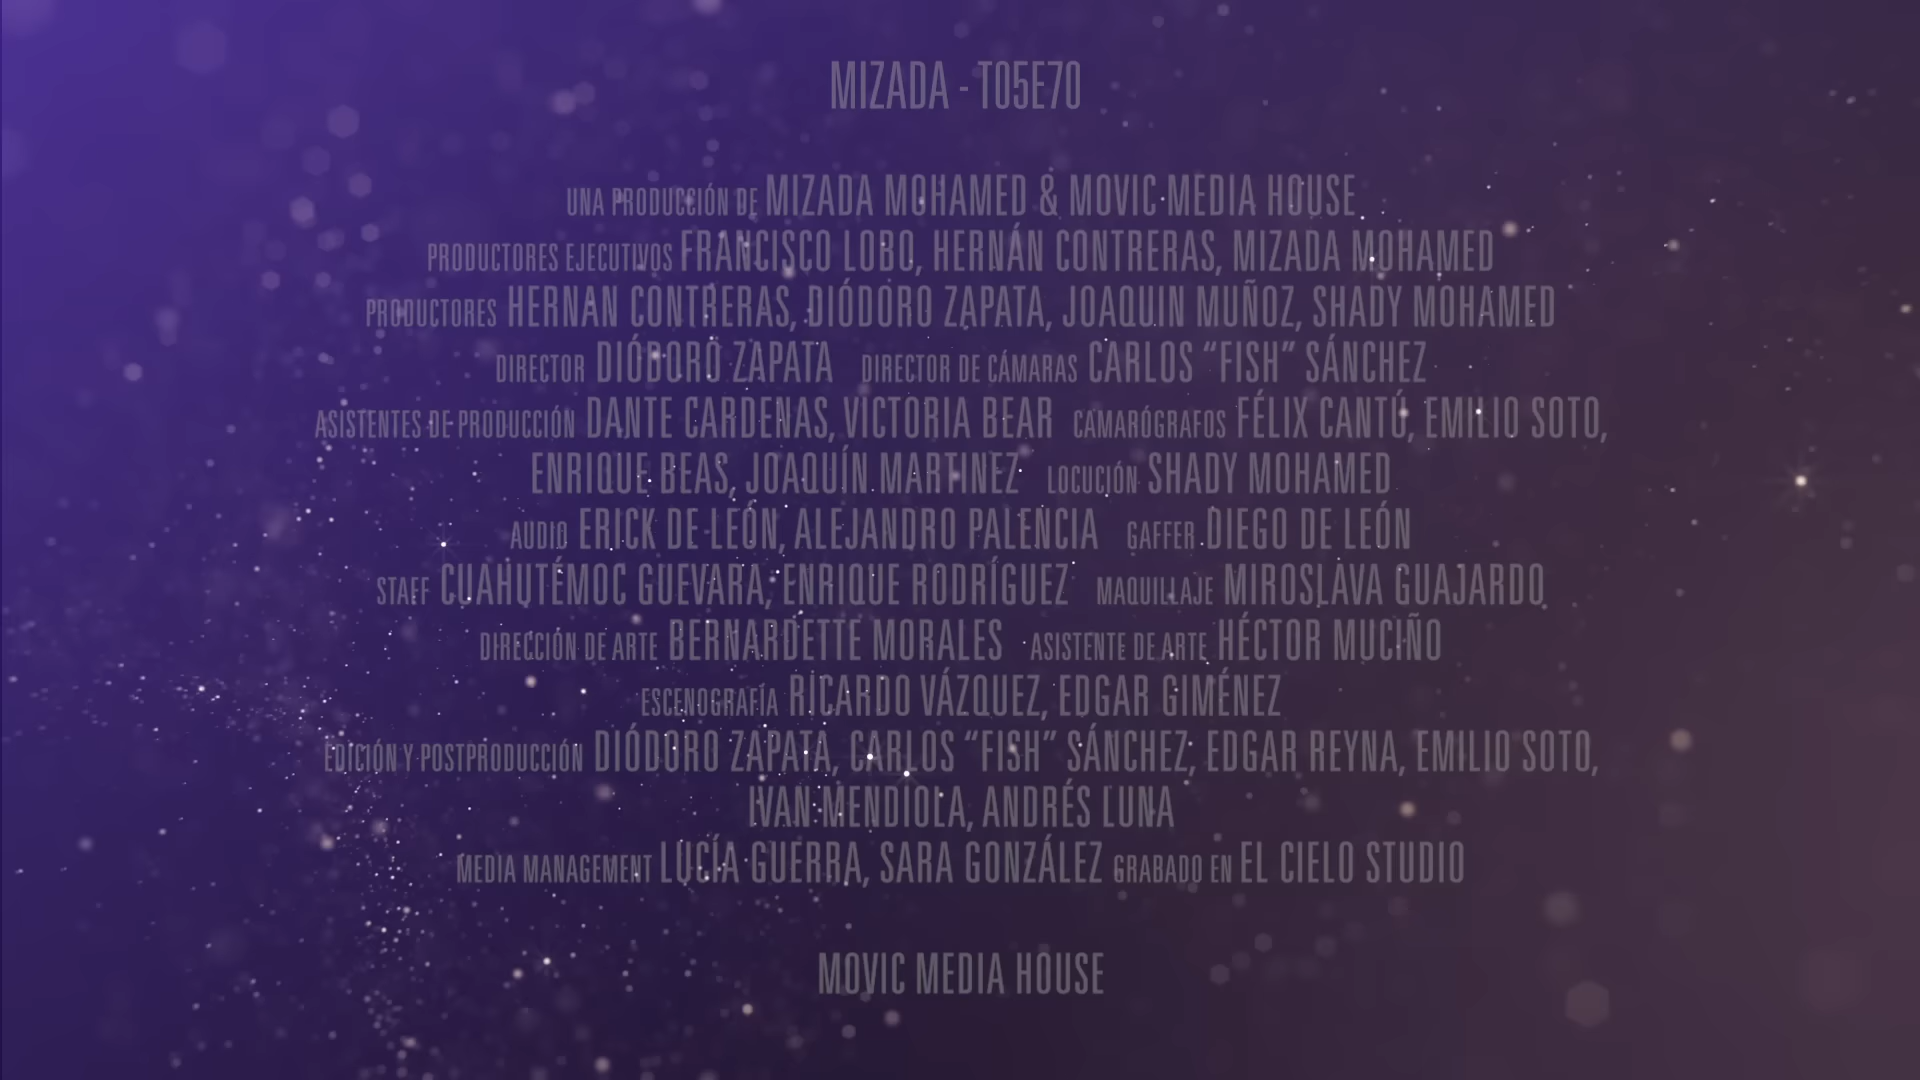 MIZADA - T05E70
UNA PRODUCCIÓN DE MIZADA MOHAMED & MOVIC MEDIA HOUSE
PRODUCTORES EJECUTIVOS FRANCISCO LOBO, HERNÁN CONTRERAS, MIZADA MOHAMED
PRODUCTORES HERNAN CONTRERAS, DIÓDORO ZAPATA, JOAQUIN MUÑOZ, SHADY MOHAMED
DIRECTOR DIÓDORO ZAPATA DIRECTOR DE CÁMARAS CARLOS “FISH” SÁNCHEZ
ASISTENTES DE PRODUCCIÓN DANTE CARDENAS, VICTORIA BEAR CAMARÓGRAFOS FÉLIX CANTÚ, EMILIO SOTO,
ENRIQUE BEAS, JOAQUÍN MARTINEZ LOCUCIÓN SHADY MOHAMED
AUDIO ERICK DE LEÓN, ALEJANDRO PALENCIA GAFFER DIEGO DE LEÓN
STAFF CUAHUTÉMOC GUEVARA, ENRIQUE RODRÍGUEZ MAQUILLAJE MIROSLAVA GUAJARDO
DIRECCIÓN DE ARTE BERNARDETTE MORALES ASISTENTE DE ARTE HÉCTOR MUCIÑO
ESCENOGRAFÍA RICARDO VÁZQUEZ, EDGAR GIMÉNEZ
EDICIÓN Y POSTPRODUCCIÓN DIÓDORO ZAPATA, CARLOS “FISH” SÁNCHEZ, EDGAR REYNA, EMILIO SOTO,
IVAN MENDIOLA, ANDRÉS LUNA
MEDIA MANAGEMENT LUCÍA GUERRA, SARA GONZÁLEZ GRABADO EN EL CIELO STUDIO
MOVIC MEDIA HOUSE